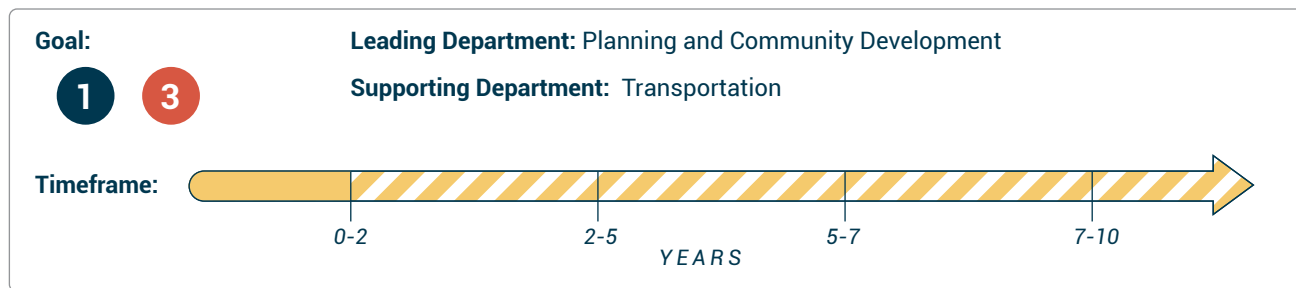 Goal:
Leading Department: Planning and Community Development
1 3
Supporting Department: Transportation
Timeframe:
0-2 2-5 5-7 7-10
YEARS